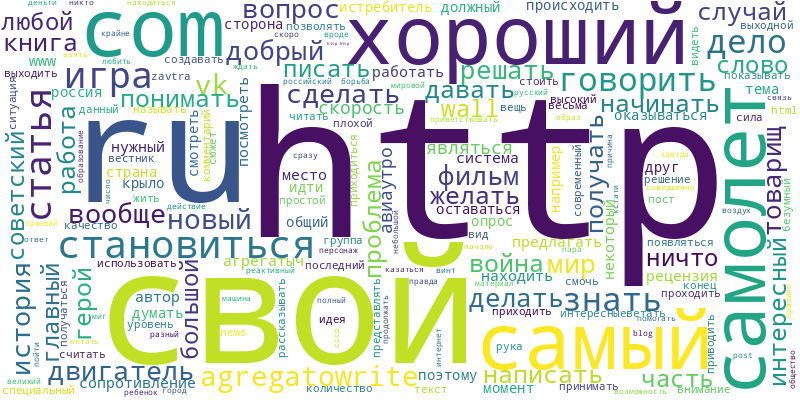 com
вопрос
истребитель
должный
происходить
деньги
никто
находиться
любой
сторона
хороший
позволять
скоро
вроде
крайне
случай
книга
www
добрый
любить
ждать
выходной
видеть
создавать
дело
игра
vk
писать
работать
решать
стоить
показывать
выходить
zavtra
российский
борьба
говорить
слово
россия
понимать
посмотреть
сделать
давать
высокий
мировой
русский
тема
связь
ситуация
статья
данный
называть
скорость
wall
вещь
весьма
начинать
сила
html
работа
ru
http
читать
плохой
приветствовать
образ
оказываться
самолет
товарищ
нужный
смотреть
комментарий
сюжет
проблема
являться
причина
советский
вестник
образование
место
система
получать
например
современный
завтра
друг
решение
совершенно
страна
крыло
идти
авиаутро
фильм
пост
кстати
безумный
число
жить
простой
сразу
приходиться
желать
действие
вообще
новый
общий
оставаться
опрос
некоторый
воздух
ответ
качество
становиться
группа
небольшой
вид
предлагать
появляться
интересный
история
главный
использовать
персонаж
начало
война
мир
ничто
агрегатыч
последний
казаться
пара
рецензия
герой
получаться
автор
большой
реактивный
винт
находить
смочь
конец
думать
миг
свой
рассказывать
машина
правда
материал
делать
знать
проходить
уровень
летать
полный
представлять
продолжать
приходить
интересныеветать
помогать
считать
разный
news
идея
ссср
интернет
самый
рука
blog
приводить
post
общество
двигатель
agregatowrite
поэтому
написать
часть
великий
пойти
сопротивление
количество
текст
момент
принимать
внимание
специальный
ребенок
город
возможность